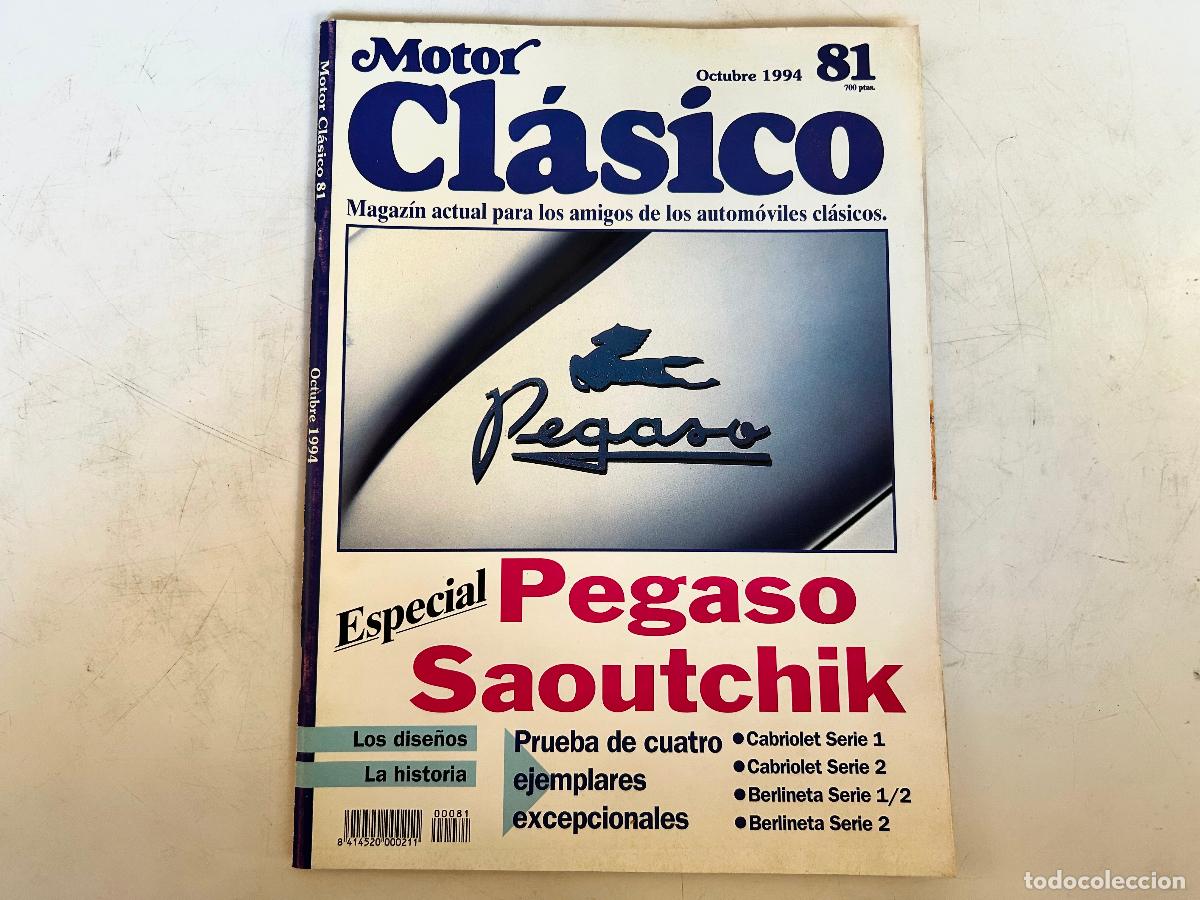 Motor Clásico 81
Octubre 1994
Motor
Octubre 1994 81
700 ptas.
Clásico
Magazín actual para los amigos de los automóviles clásicos.
Pegaso
Especial Pegaso
Saoutchik
Los diseños
La historia
Prueba de cuatro
ejemplares
excepcionales
●Cabriolet Serie 1
●Cabriolet Serie 2
●Berlineta Serie 1/2
●Berlineta Serie 2
00081
8 414520 000211
todocoleccion